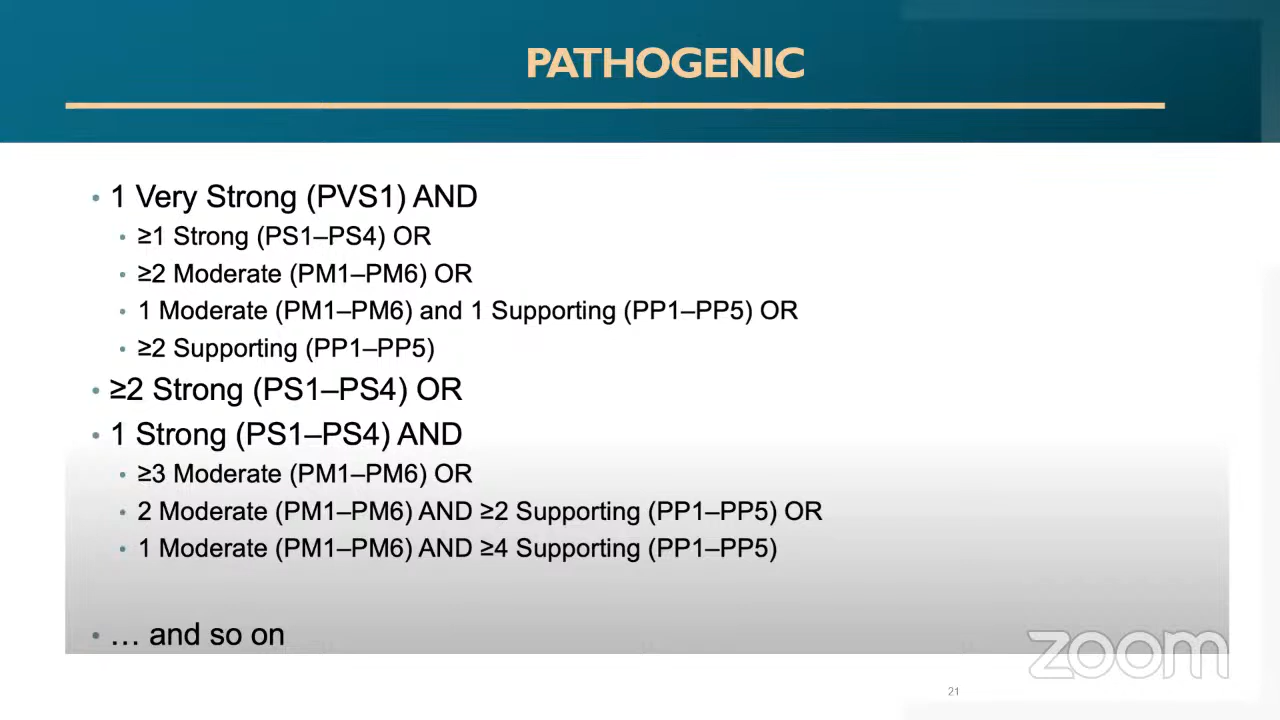 PATHOGENIC
• 1 Very Strong (PVS1) AND
• ≥1 Strong (PS1–PS4) OR
• ≥2 Moderate (PM1–PM6) OR
• 1 Moderate (PM1–PM6) and 1 Supporting (PP1–PP5) OR
• ≥2 Supporting (PP1–PP5)
• ≥2 Strong (PS1–PS4) OR
• 1 Strong (PS1–PS4) AND
• ≥3 Moderate (PM1–PM6) OR
• 2 Moderate (PM1–PM6) AND ≥2 Supporting (PP1–PP5) OR
• 1 Moderate (PM1–PM6) AND ≥4 Supporting (PP1–PP5)
• … and so on
zoom
21